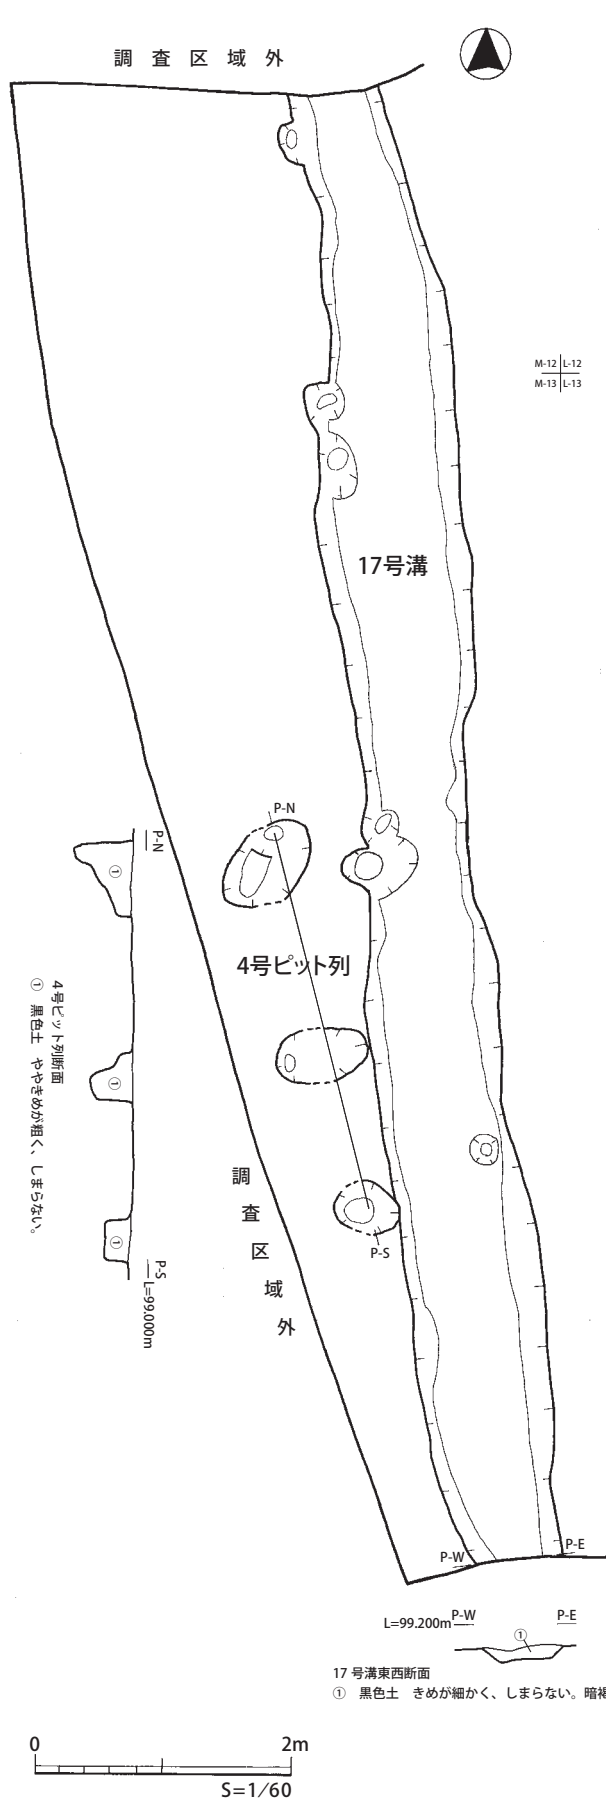 調査区域外
M-12 L-12
M-13 L-13
17号溝
P-N
4号ピット列
P-N
①
①
①
P-S
L=99.000m
4号ピット列断面
① 黒色土 ややきめが粗く、しまらない。
調査区域外
P-S
P-W
P-E
L=99.200m P-W
P-E
①
17号溝東西断面
① 黒色土 きめが細かく、しまらない。暗褐
0 2m
S=1/60